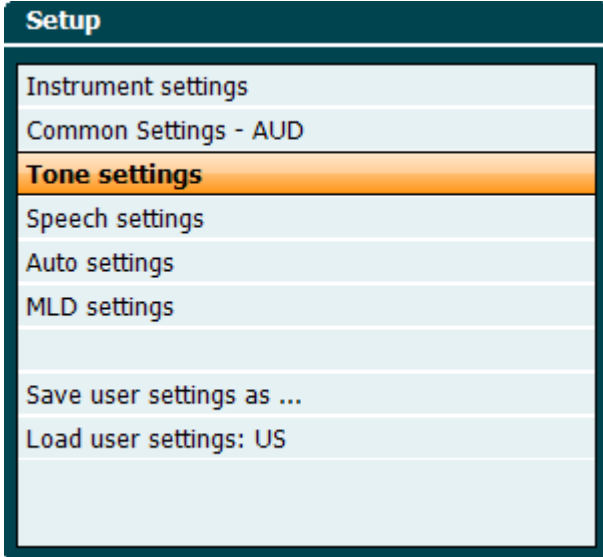 Setup
Instrument settings
Common Settings - AUD
Tone settings
Speech settings
Auto settings
MLD settings
Save user settings as ...
Load user settings: US